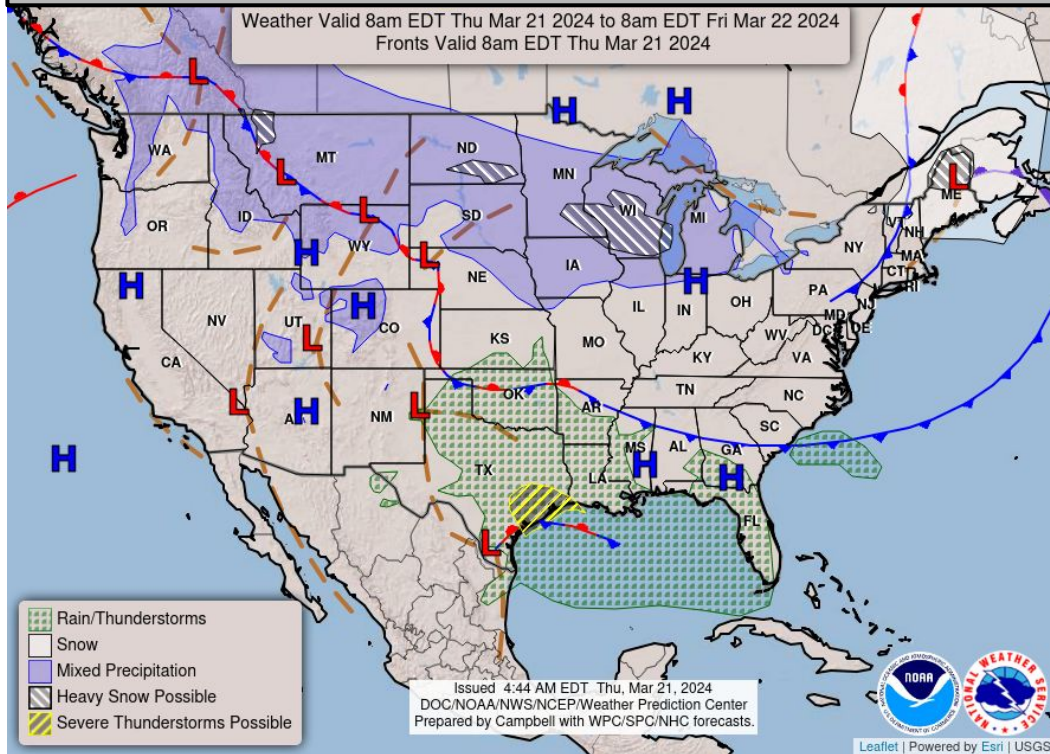 Weather Valid 8am EDT Thu Mar 21 2024 to 8am EDT Fri Mar 22 2024
Fronts Valid 8am EDT Thu Mar 21 2024
L
H
H
WA
MT
ND
MN
L
L
ME
OR
ID
L
SD
WI
MI
VT
NH
NY
MA
CT
RI
H
WY
L
NE
IA
H
H
H
PA
NJ
NV
UT
CO
IL
IN
OH
MD
DC
DE
L
KS
MO
WV
VA
CA
KY
L
H
AZ
NM
L
OK
AR
TN
NC
SC
H
TX
LA
MS
H
AL
GA
H
FL
L
Rain/Thunderstorms
Snow
Mixed Precipitation
Heavy Snow Possible
Severe Thunderstorms Possible
Issued 4:44 AM EDT Thu, Mar 21, 2024
DOC/NOAA/NWS/NCEP/Weather Prediction Center
Prepared by Campbell with WPC/SPC/NHC forecasts.
NOAA
NATIONAL WEATHER SERVICE
Leaflet | Powered by Esri | USGS